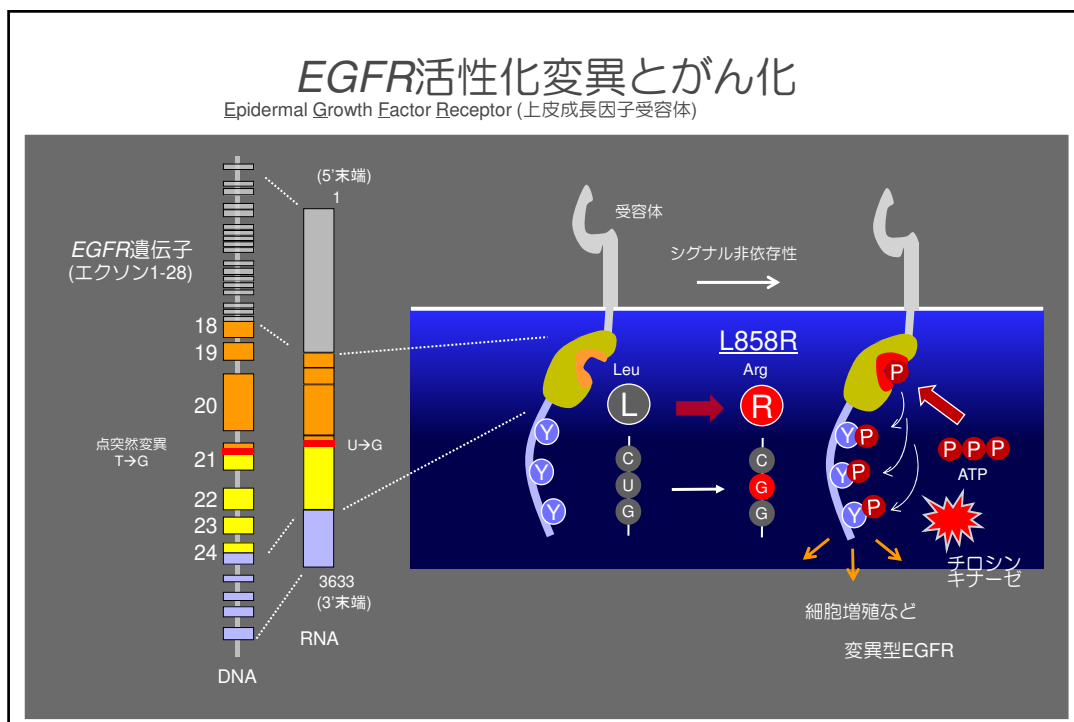 EGFR活性化変異とがん化
Epidermal Growth Factor Receptor (上皮成長因子受容体)
(5'末端)
1
EGFR遺伝子
(エクソン1-28)
18
19
20
点突然変異
T→G
21
22
23
24
U→G
3633
(3'末端)
RNA
DNA
受容体
シグナル非依存性
L858R
Leu
Arg
L
R
Y
Y
Y
C
U
G
C
G
G
P
Y P
Y P
Y P
P P P
ATP
チロシン
キナーゼ
細胞増殖など
変異型EGFR